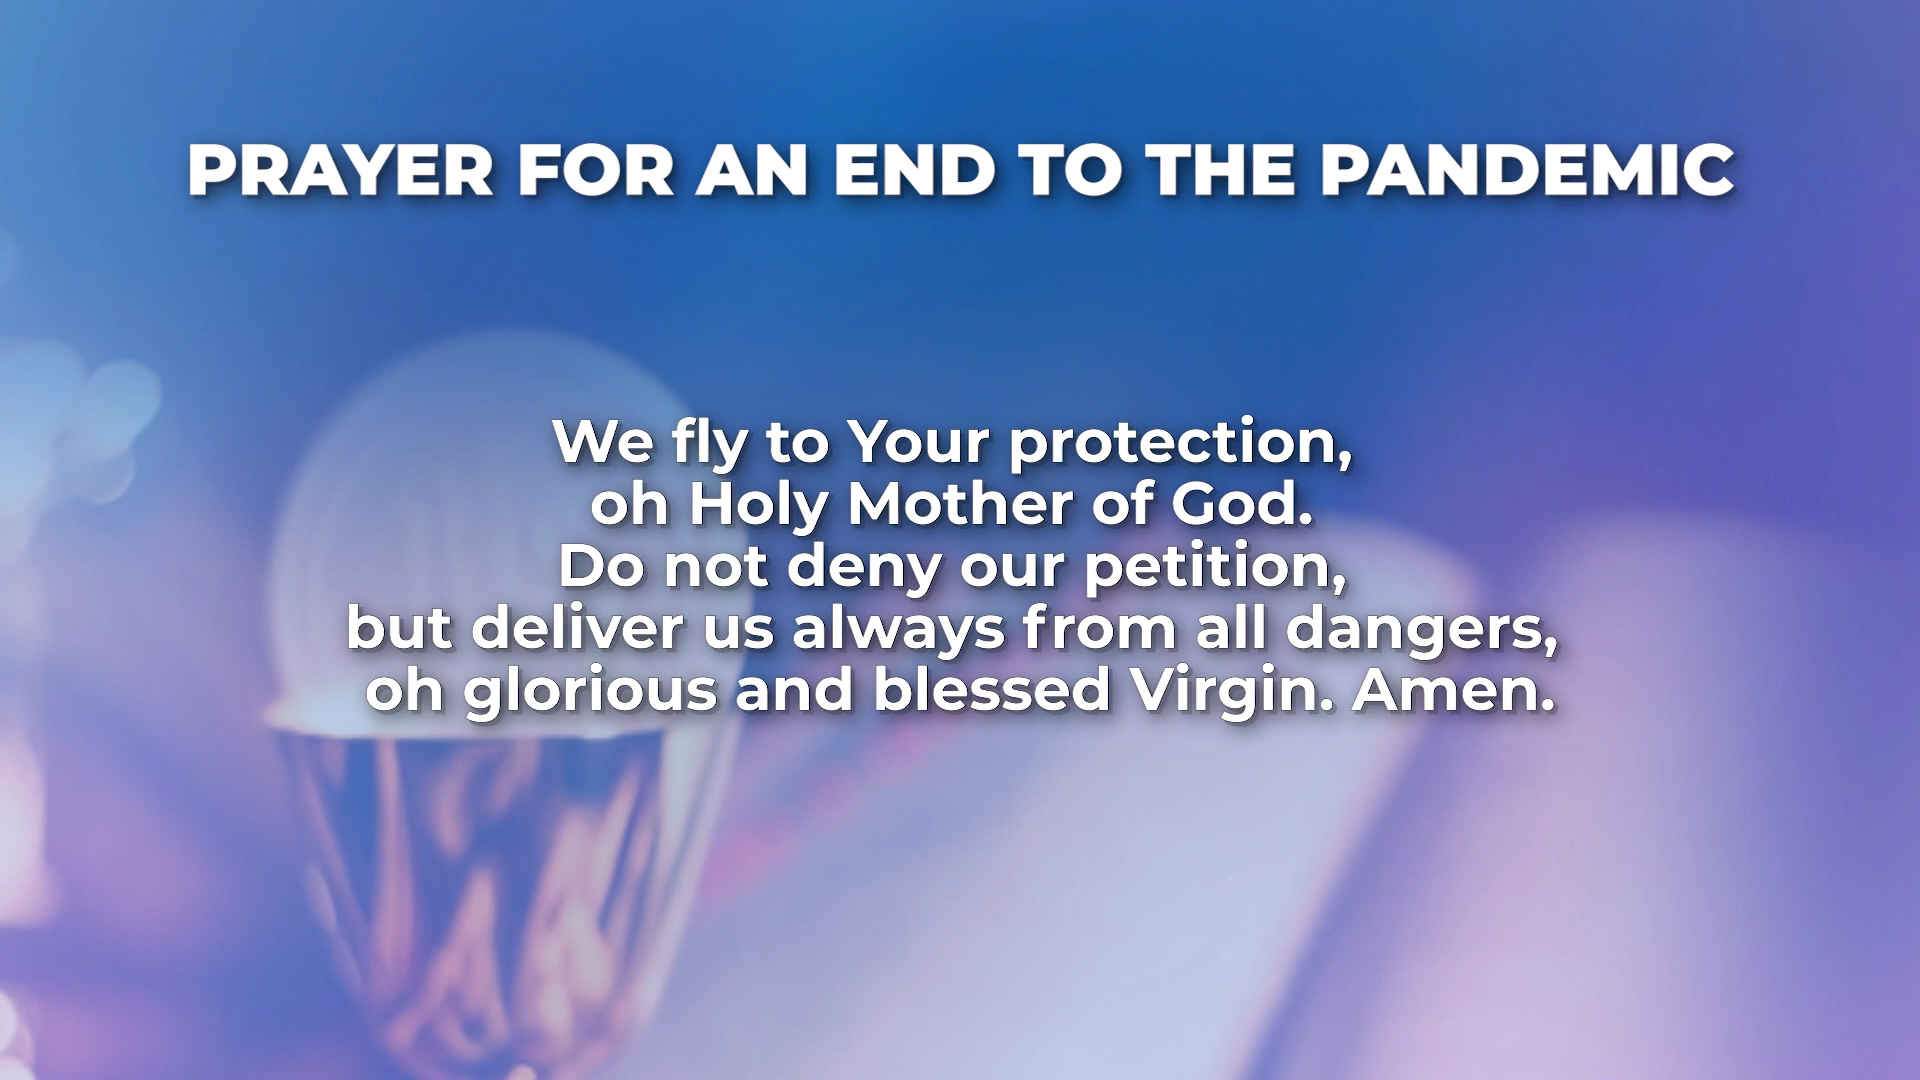 PRAYER FOR AN END TO THE PANDEMIC
We fly to Your protection,
oh Holy Mother of God.
Do not deny our petition,
but deliver us always from all dangers,
oh glorious and blessed Virgin. Amen.